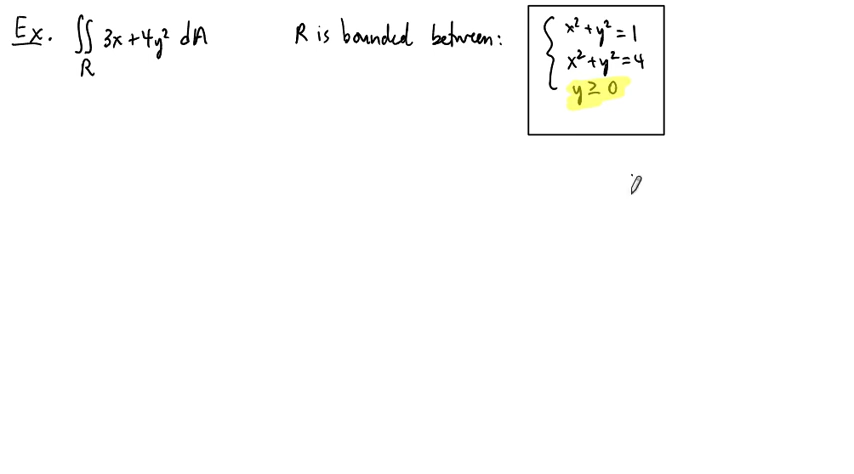 Ex. ∬ 3x + 4y² dA R is bounded between: { x² + y² = 1
R x² + y² = 4
y ≥ 0